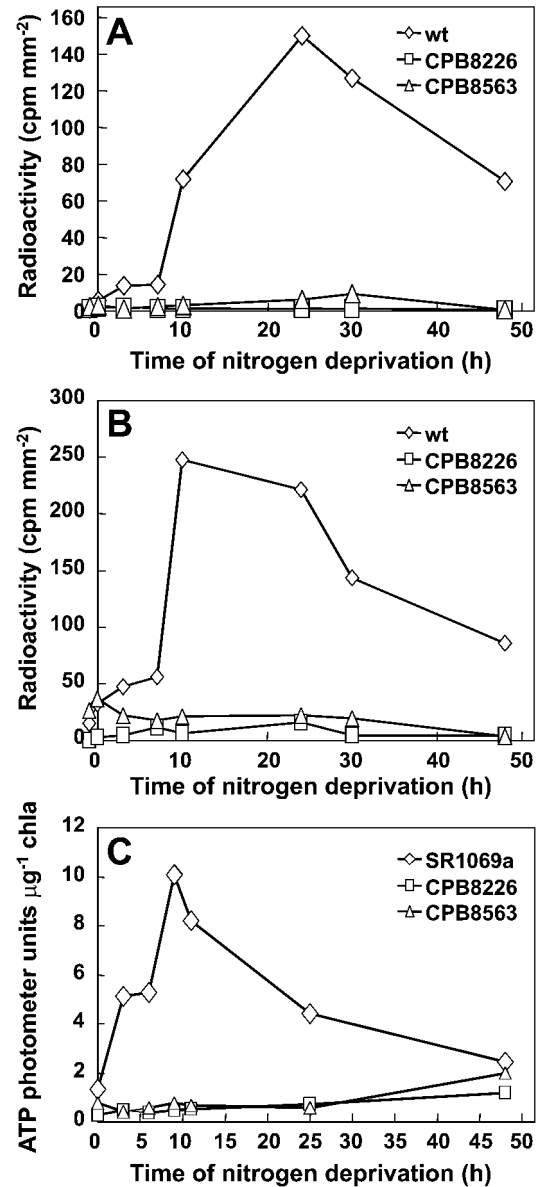 A
Radioactivity (cpm mm-2)
160
140
120
100
80
60
40
20
0
wt
CPB8226
CPB8563
0 10 20 30 40 50
Time of nitrogen deprivation (h)
B
Radioactivity (cpm mm-2)
300
250
200
150
100
50
0
wt
CPB8226
CPB8563
0 10 20 30 40 50
Time of nitrogen deprivation (h)
C
ATP photometer units μg-1 chla
12
10
8
6
4
2
0
SR1069a
CPB8226
CPB8563
0 5 10 15 20 25 30 35 40 45 50
Time of nitrogen deprivation (h)